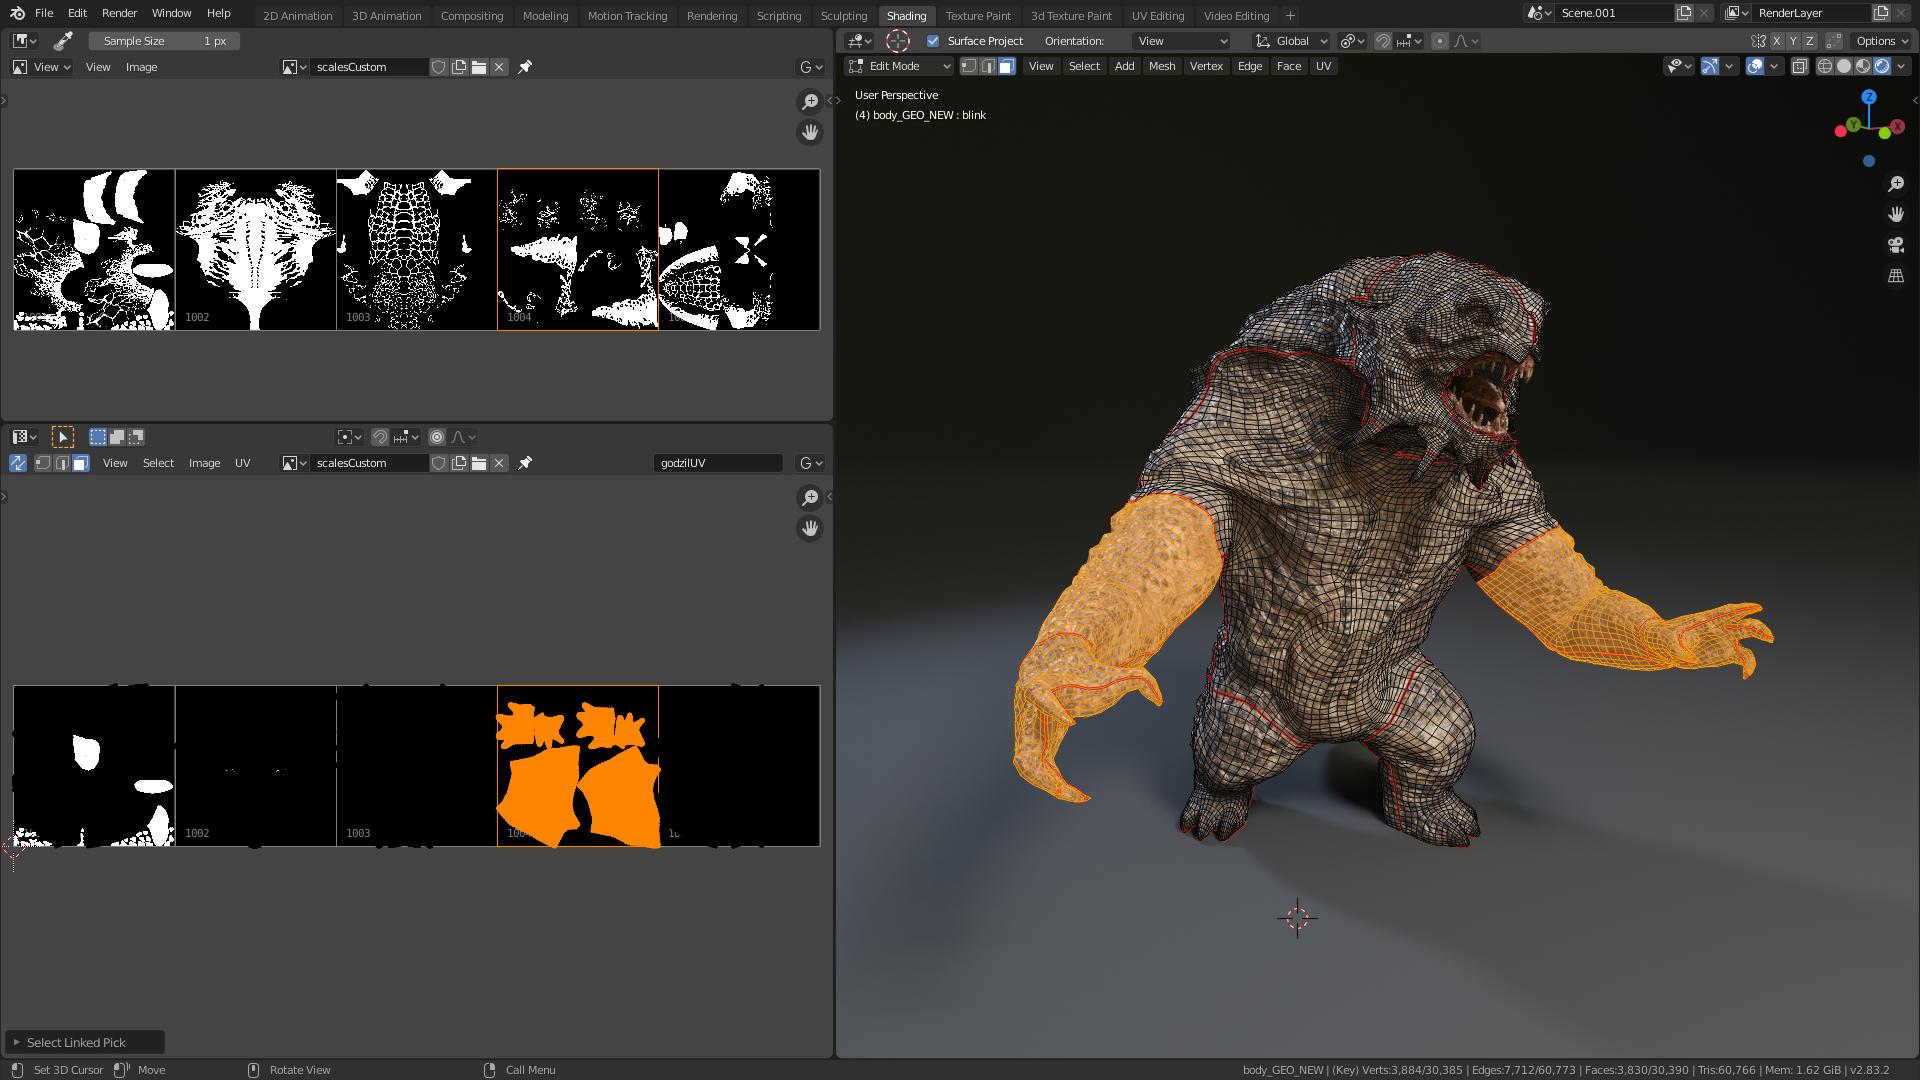 File Edit Render Window Help 2D Animation 3D Animation Compositing Modeling Motion Tracking Rendering Scripting Sculpting Shading Texture Paint 3d Texture Paint UV Editing Video Editing + Scene.001 RenderLayer
Sample Size 1 px
View View Image scalesCustom G
1002 1003 1004
Surface Project Orientation: View Global X Y Z Options
Edit Mode View Select Add Mesh Vertex Edge Face UV
User Perspective
(4) body_GEO_NEW : blink
Z
Y X
View Select Image UV scalesCustom godzilUV G
1002 1003
Select Linked Pick
Set 3D Cursor Move Rotate View Call Menu body_GEO_NEW | (Key) Verts:3,884/30,385 | Edges:7,712/60,773 | Faces:3,830/30,390 | Tris:60,766 | Mem: 1.62 GiB | v2.83.2